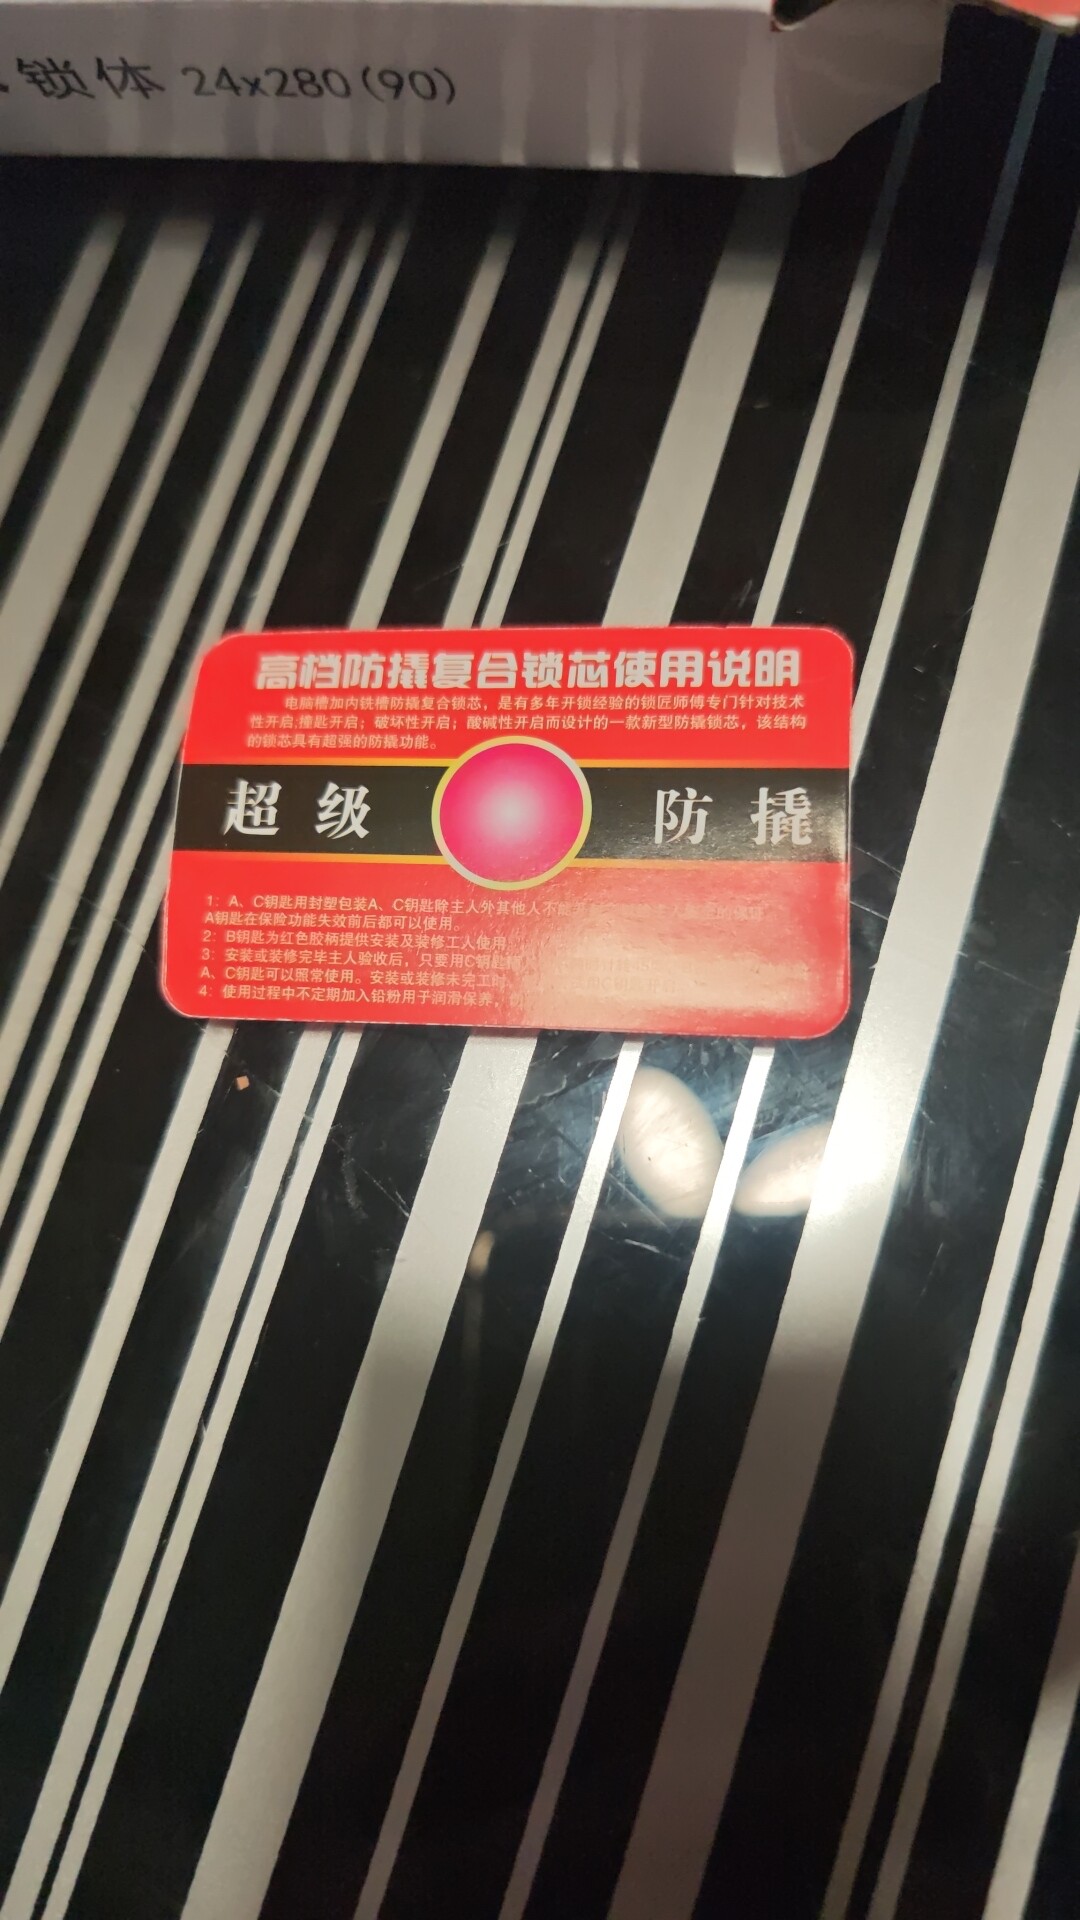 锁体 24x280(90)
高档防撬复合锁芯使用说明
电脑槽加内铣槽防撬复合锁芯，是有多年开锁经验的锁匠师傅专门针对技术
性开启;撞匙开启；破坏性开启；酸碱性开启而设计的一款新型防撬锁芯，该结构
的锁芯具有超强的防撬功能。
超级 防撬
1：A、C钥匙用封塑包装A、C钥匙除主人外其他人不能
A钥匙在保险功能失效前后都可以使用。
2：B钥匙为红色胶柄提供安装及装修工人使用
3：安装或装修完毕主人验收后，只要用C钥匙
A、C钥匙可以照常使用。安装或装修未完工时、
4：使用过程中不定期加入铅粉用于润滑保养，